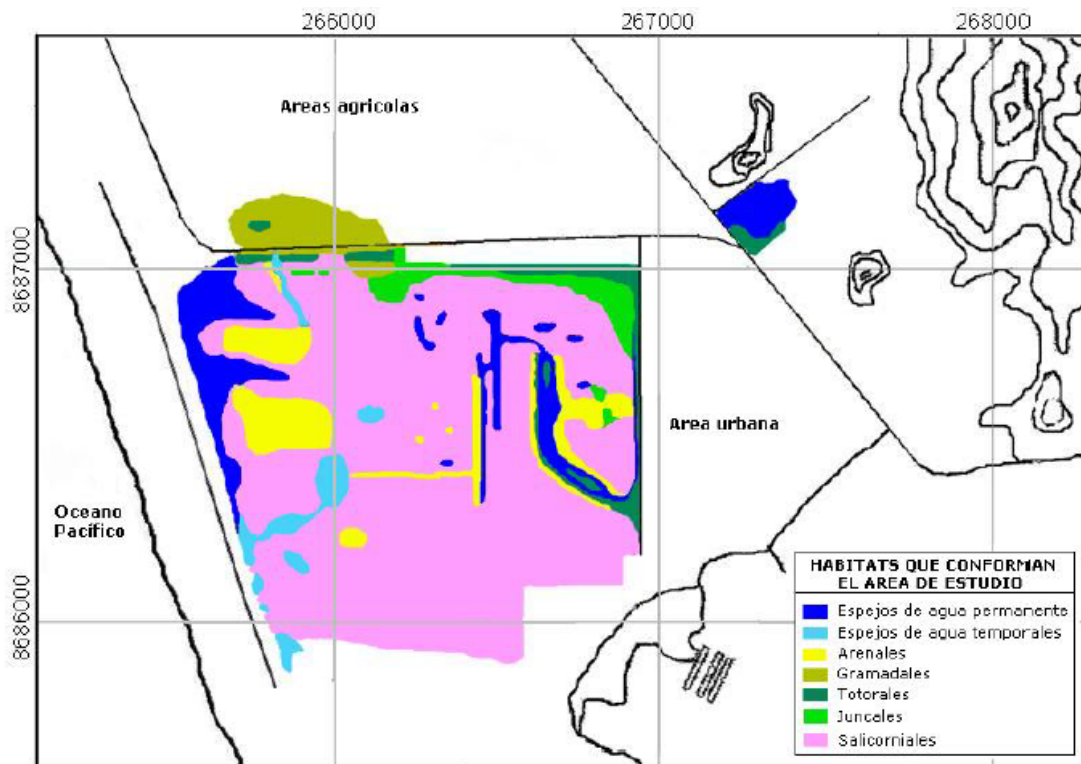 266000
267000
268000
Areas agricolas
8687000
Area urbana
Oceano
Pacífico
8686000
HABITATS QUE CONFORMAN
EL AREA DE ESTUDIO
Espejos de agua permanente
Espejos de agua temporales
Arenales
Gramadales
Totorales
Juncales
Salicorniales